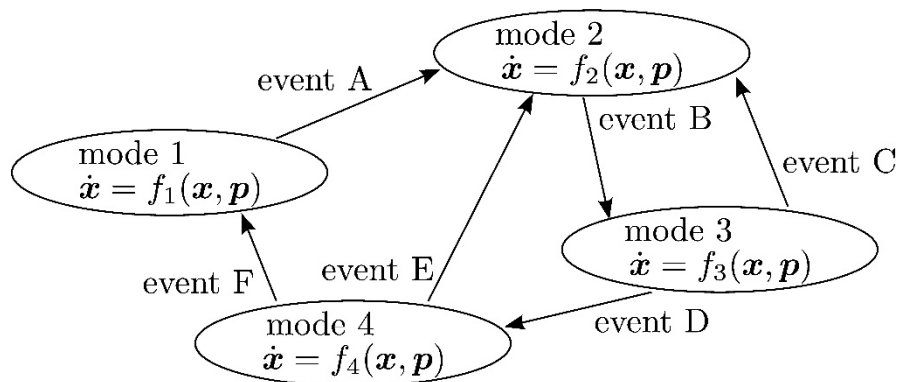 mode 2
ẋ = f₂(x, p)
event A
event B
mode 1
ẋ = f₁(x, p)
event C
mode 3
ẋ = f₃(x, p)
event E
event F
event D
mode 4
ẋ = f₄(x, p)